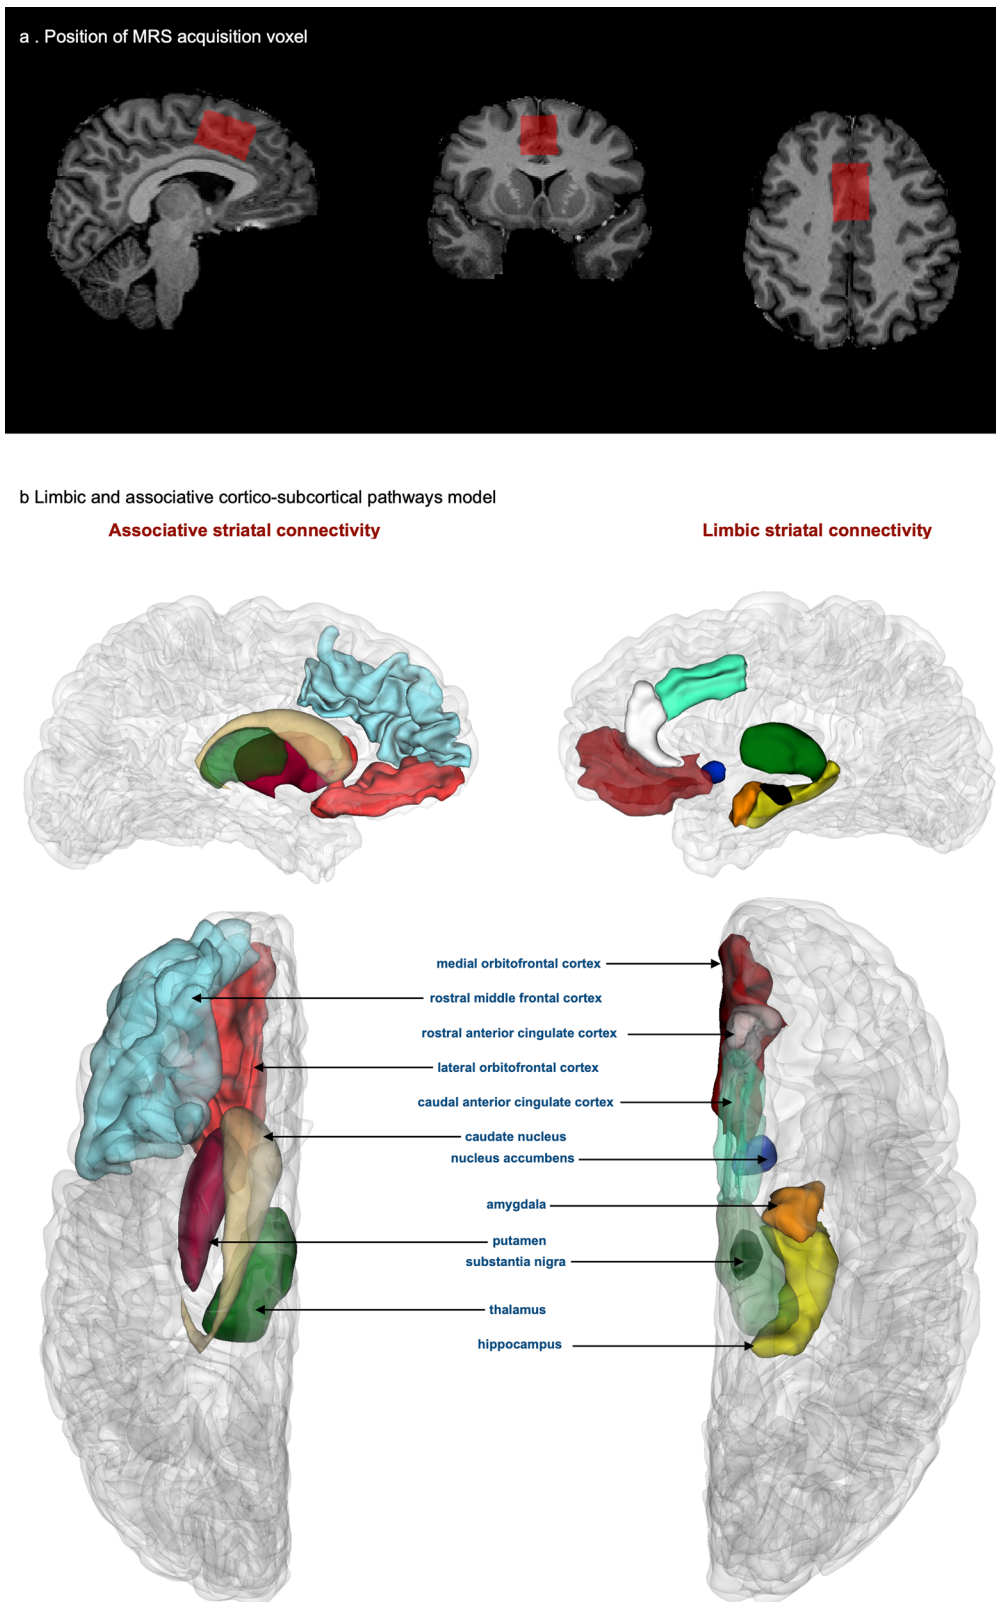 a . Position of MRS acquisition voxel
b Limbic and associative cortico-subcortical pathways model
Associative striatal connectivity
Limbic striatal connectivity
medial orbitofrontal cortex
rostral middle frontal cortex
rostral anterior cingulate cortex
lateral orbitofrontal cortex
caudal anterior cingulate cortex
caudate nucleus
nucleus accumbens
amygdala
putamen
substantia nigra
thalamus
hippocampus